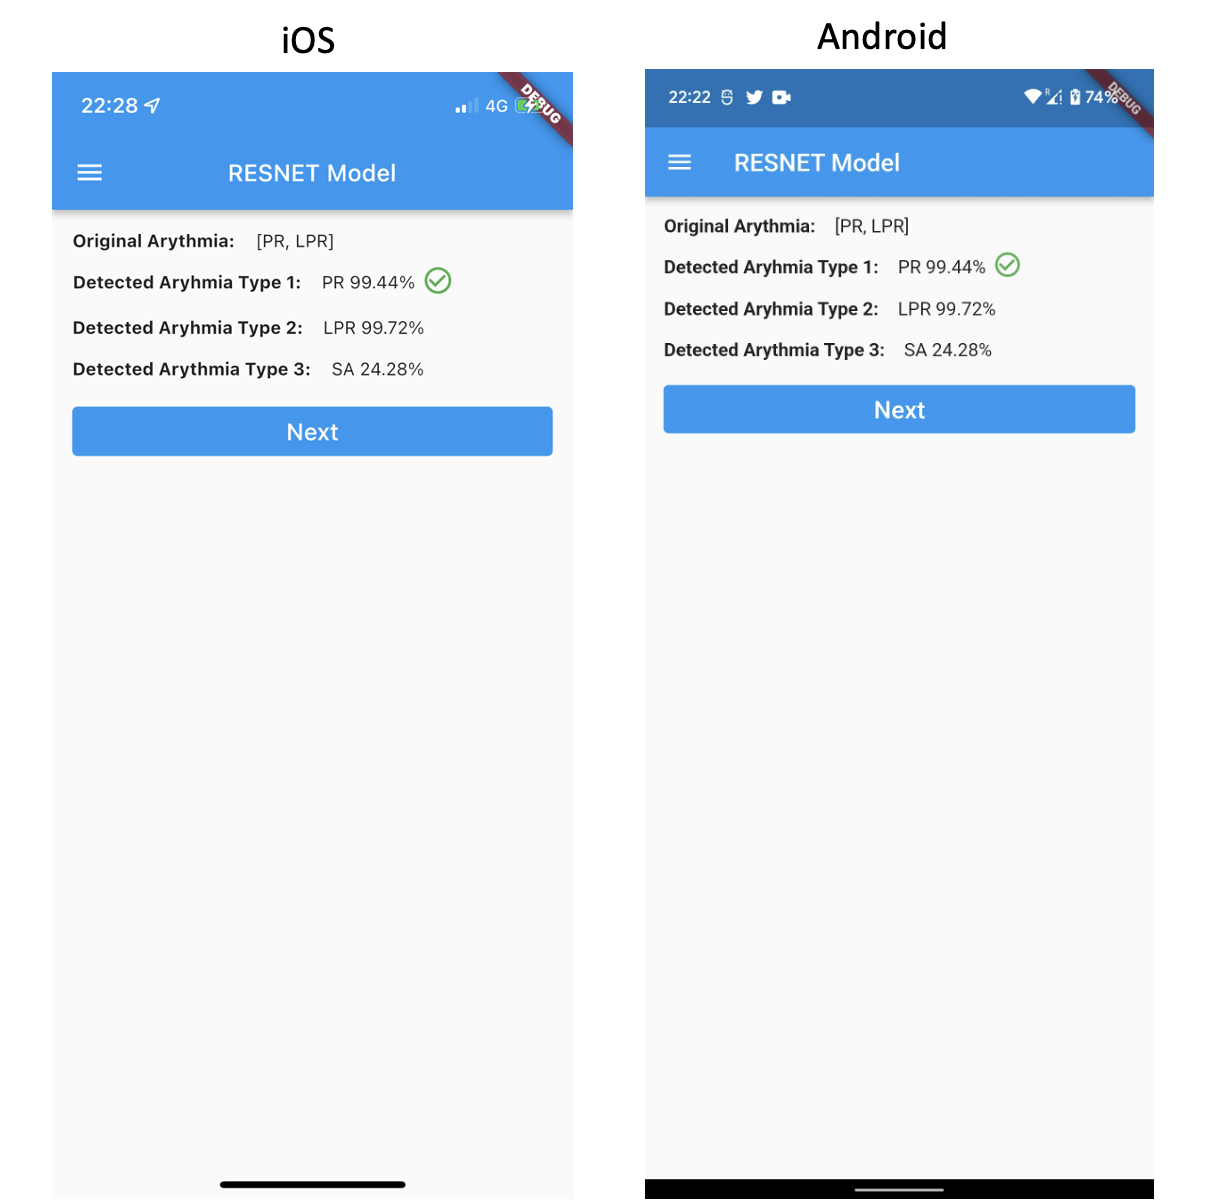 iOS
22:28
4G
DEBUG
RESNET Model
Original Arythmia: [PR, LPR]
Detected Aryhmia Type 1: PR 99.44%
Detected Aryhmia Type 2: LPR 99.72%
Detected Arythmia Type 3: SA 24.28%
Next
Android
22:22
R
74%
DEBUG
RESNET Model
Original Arythmia: [PR, LPR]
Detected Aryhmia Type 1: PR 99.44%
Detected Aryhmia Type 2: LPR 99.72%
Detected Arythmia Type 3: SA 24.28%
Next